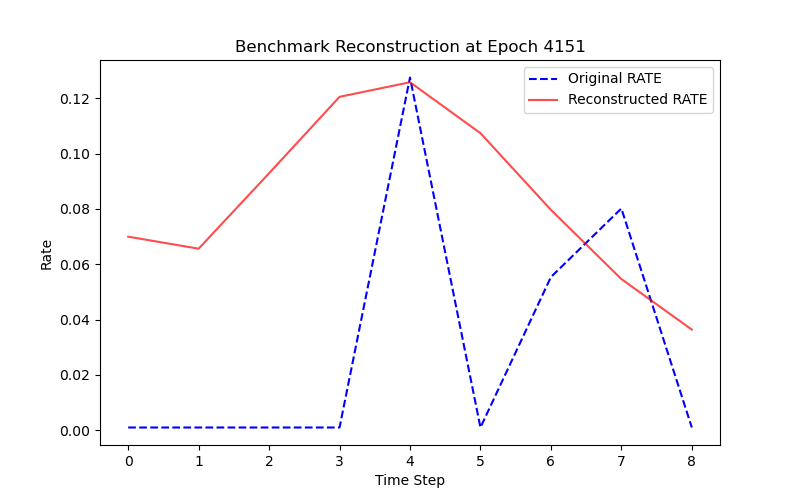 Benchmark Reconstruction at Epoch 4151
Original RATE
Reconstructed RATE
Rate
0.12
0.10
0.08
0.06
0.04
0.02
0.00
0 1 2 3 4 5 6 7 8
Time Step